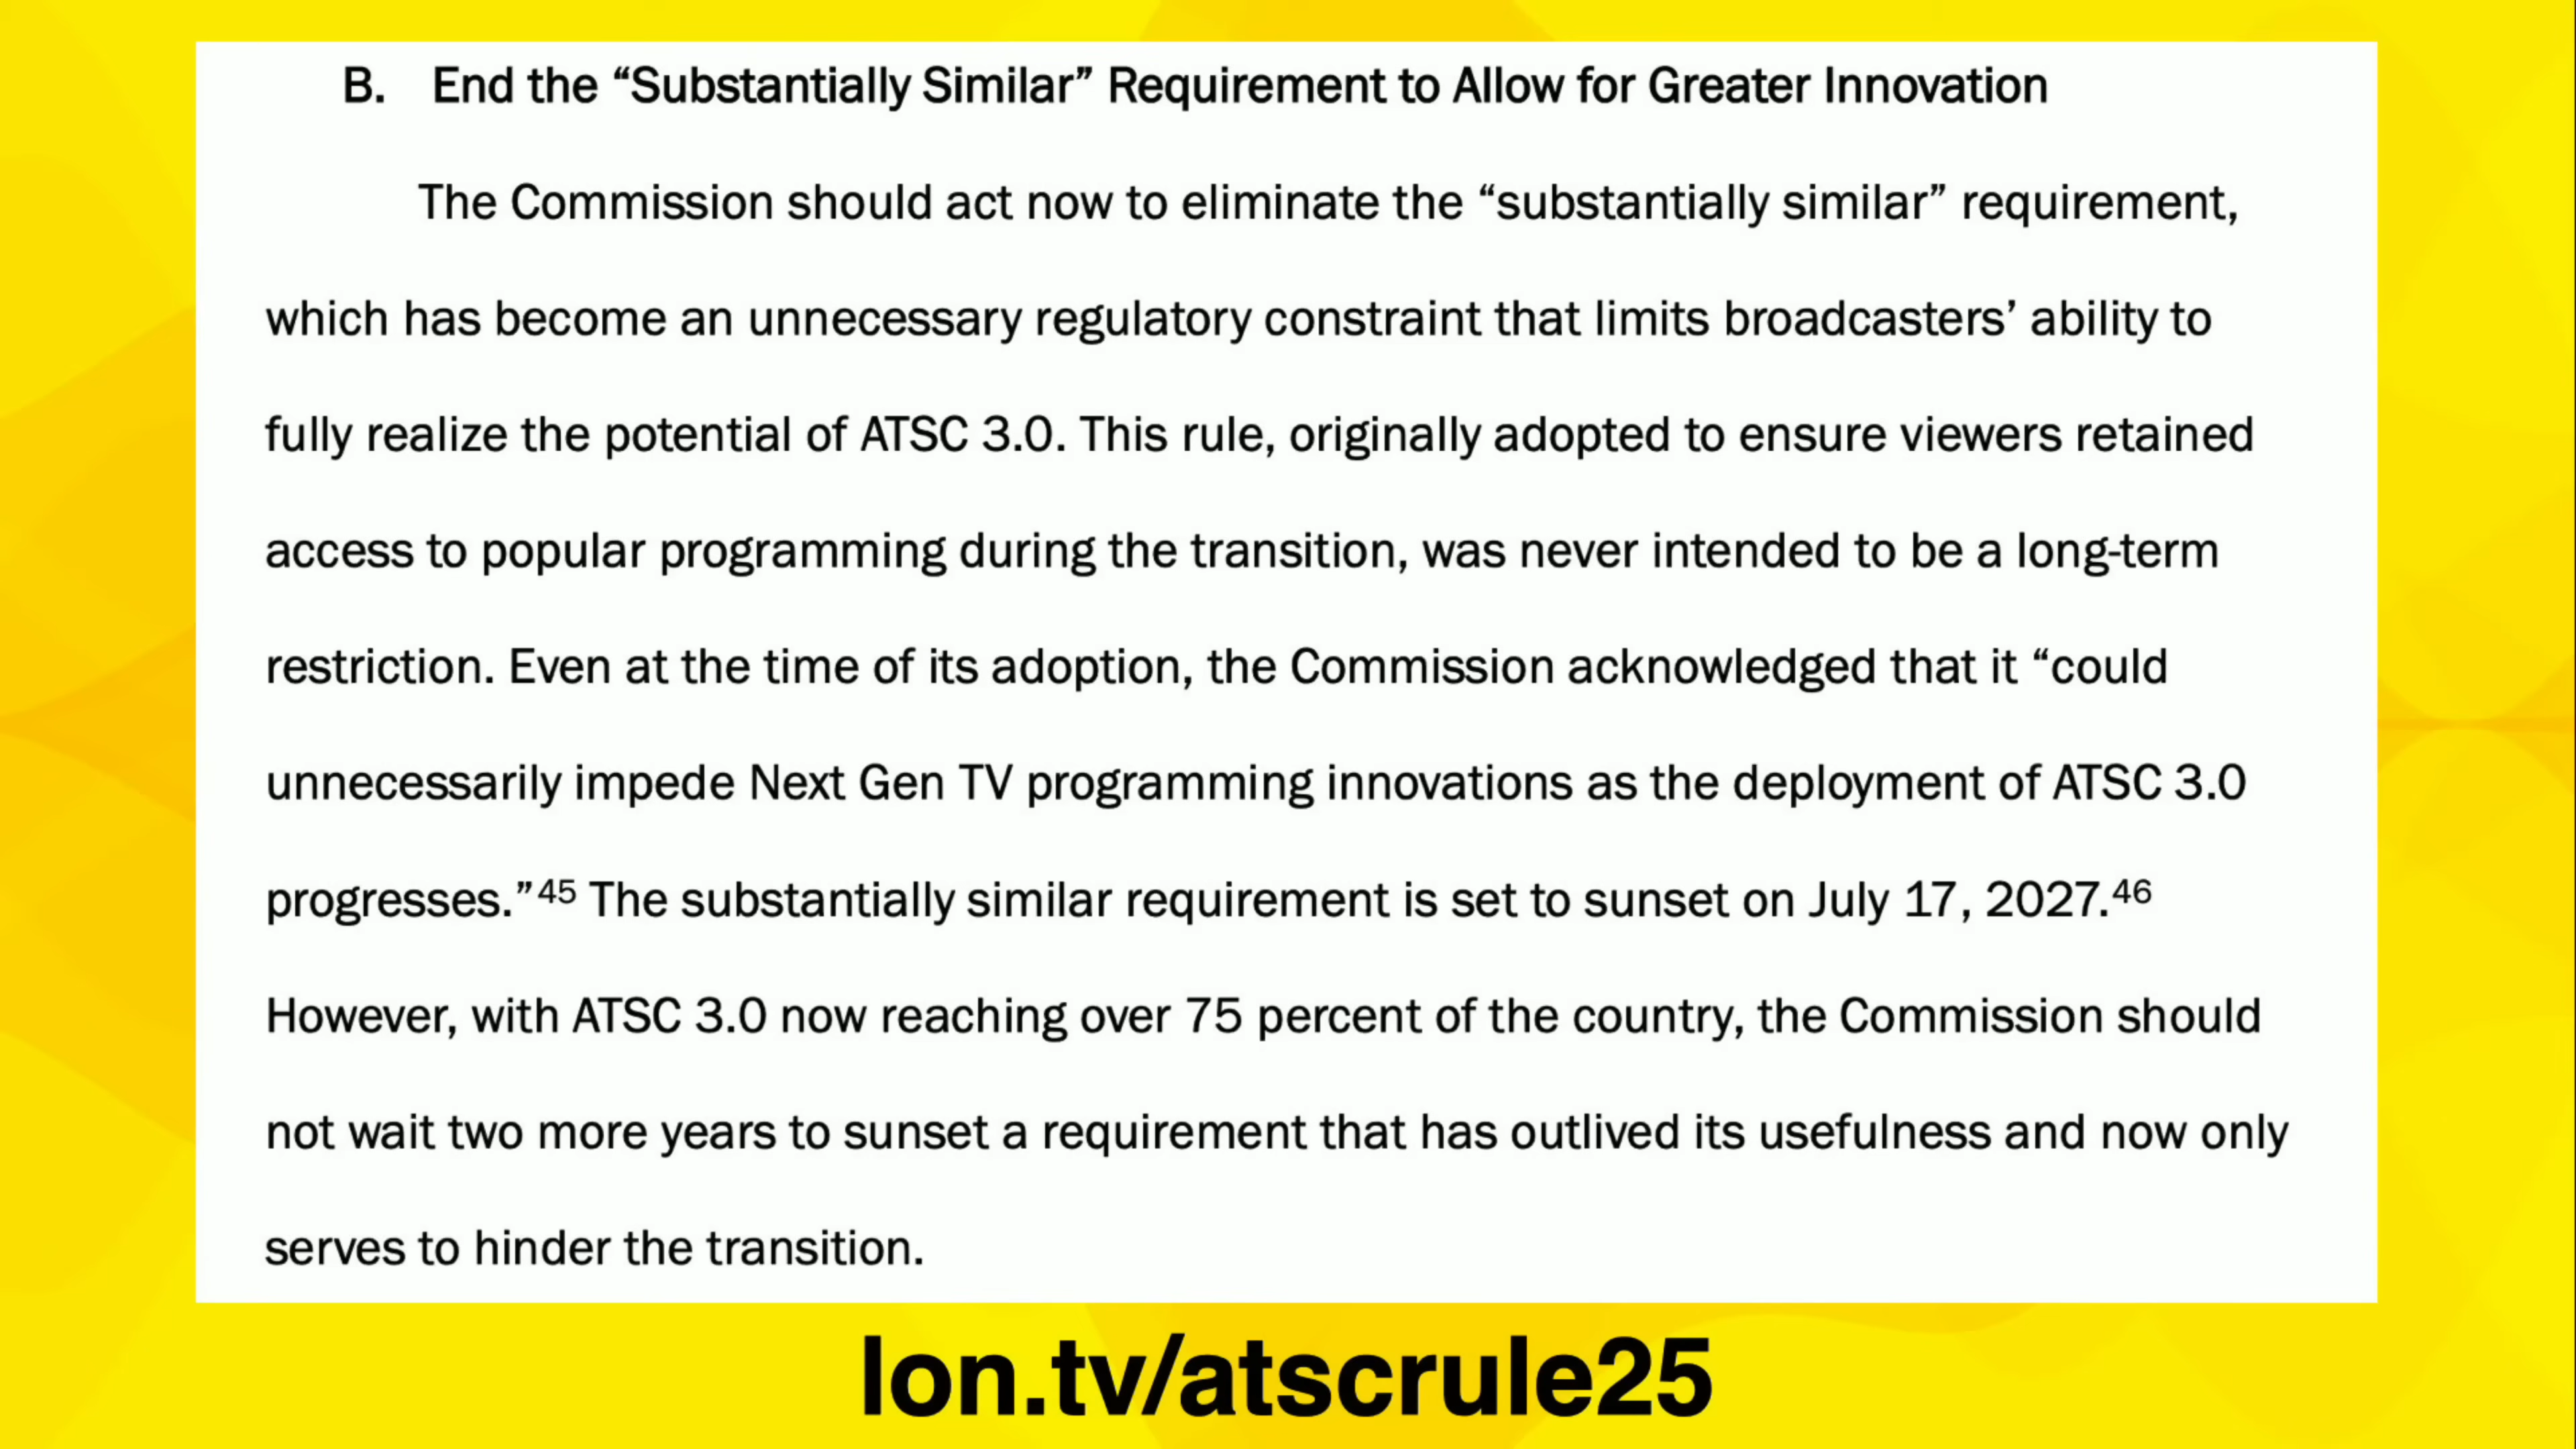 B. End the “Substantially Similar” Requirement to Allow for Greater Innovation
The Commission should act now to eliminate the “substantially similar” requirement,
which has become an unnecessary regulatory constraint that limits broadcasters’ ability to
fully realize the potential of ATSC 3.0. This rule, originally adopted to ensure viewers retained
access to popular programming during the transition, was never intended to be a long-term
restriction. Even at the time of its adoption, the Commission acknowledged that it “could
unnecessarily impede Next Gen TV programming innovations as the deployment of ATSC 3.0
progresses.”45 The substantially similar requirement is set to sunset on July 17, 2027.46
However, with ATSC 3.0 now reaching over 75 percent of the country, the Commission should
not wait two more years to sunset a requirement that has outlived its usefulness and now only
serves to hinder the transition.
lon.tv/atscrule25